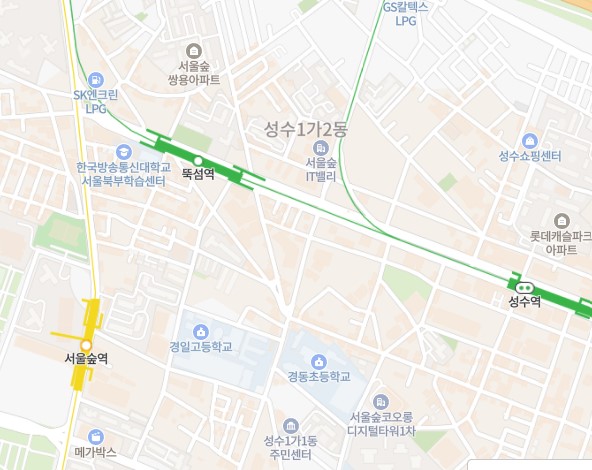 GS칼텍스
LPG
서울숲
쌍용아파트
SK엔크린
LPG
성수1가2동
서울숲
IT밸리
성수쇼핑센터
한국방송통신대학교
서울북부학습센터
뚝섬역
롯데캐슬파크
아파트
성수역
경일고등학교
서울숲역
경동초등학교
서울숲코오롱
디지털타워1차
성수1가1동
주민센터
메가박스